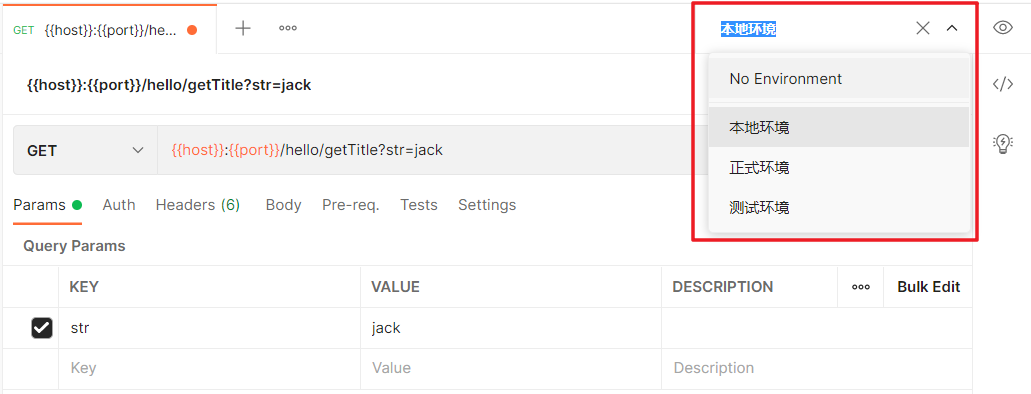 GET {{host}}:{{port}}/he...
本地环境
No Environment
本地环境
正式环境
测试环境
{{host}}:{{port}}/hello/getTitle?str=jack
GET {{host}}:{{port}}/hello/getTitle?str=jack
Params Auth Headers (6) Body Pre-req. Tests Settings
Query Params
KEY VALUE DESCRIPTION Bulk Edit
str jack
Key Value Description